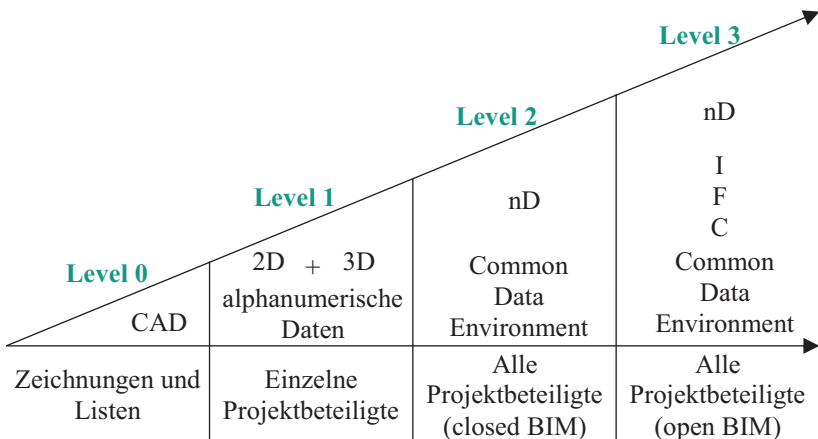 Level 3
Level 2
nD
Level 1
I
F
nD
C
Level 0
2D + 3D
Common
Common
alphanumerische
Data
Data
CAD
Daten
Environment
Environment
Zeichnungen und
Listen
Einzelne
Projektbeteiligte
Alle
Projektbeteiligte
(closed BIM)
Alle
Projektbeteiligte
(open BIM)